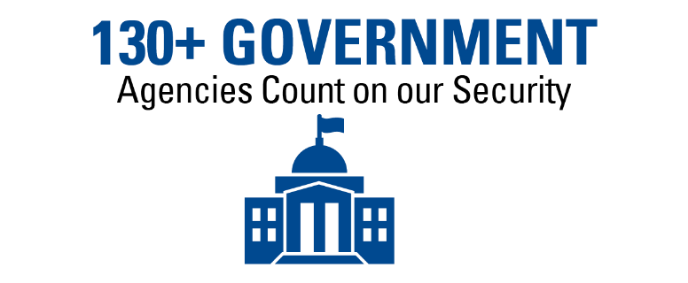 130+ GOVERNMENT
Agencies Count on our Security